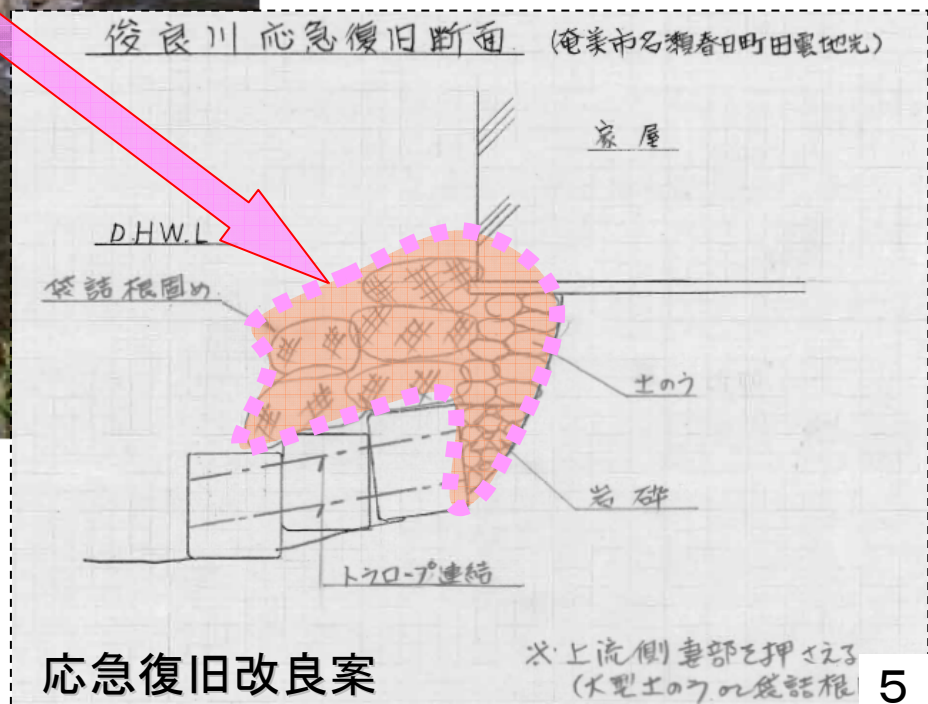 俊良川応急復旧断面 (奄美市名瀬春日町田雲地先)
家屋
D.H.W.L
袋詰根固め
土のう
岩砕
トラロープ連結
応急復旧改良案
※上流側妻部を押さえる
(大型土のう or 袋詰根
5